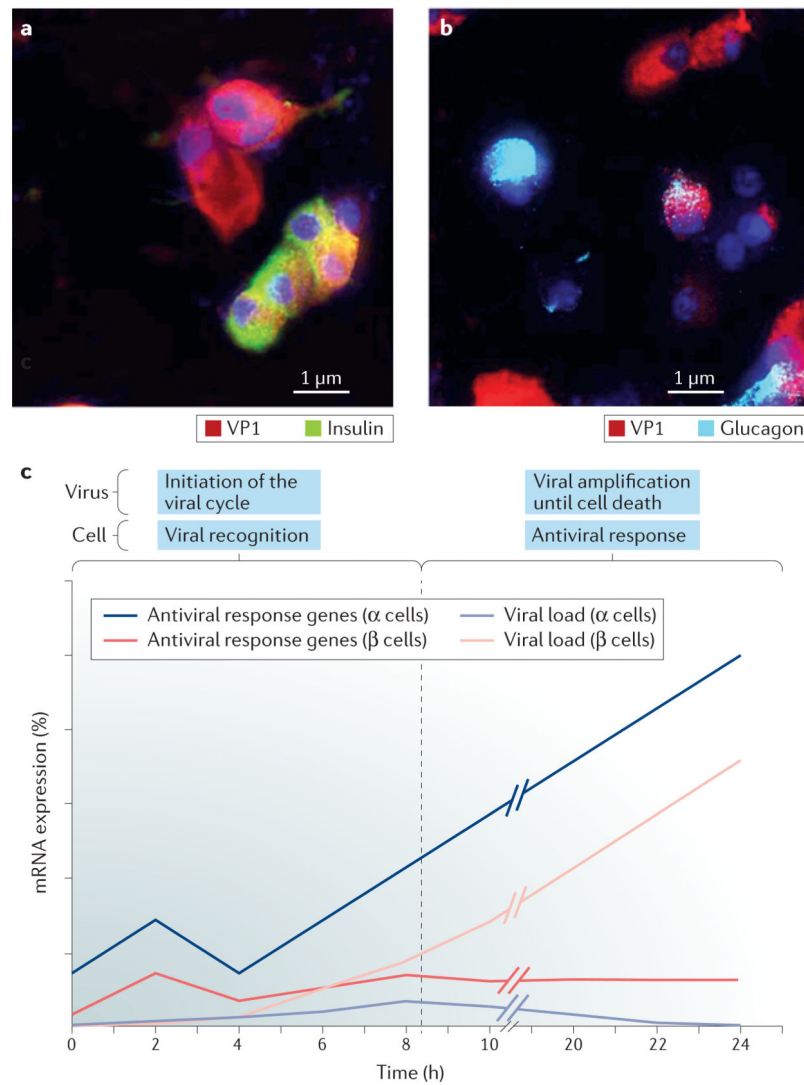 a
b
c
1 µm
1 µm
VP1 Insulin
VP1 Glucagon
c
Virus
Initiation of the
viral cycle
Viral amplification
until cell death
Cell
Viral recognition
Antiviral response
Antiviral response genes (α cells)
Viral load (α cells)
Antiviral response genes (β cells)
Viral load (β cells)
mRNA expression (%)
0 2 4 6 8 10 20 22 24
Time (h)